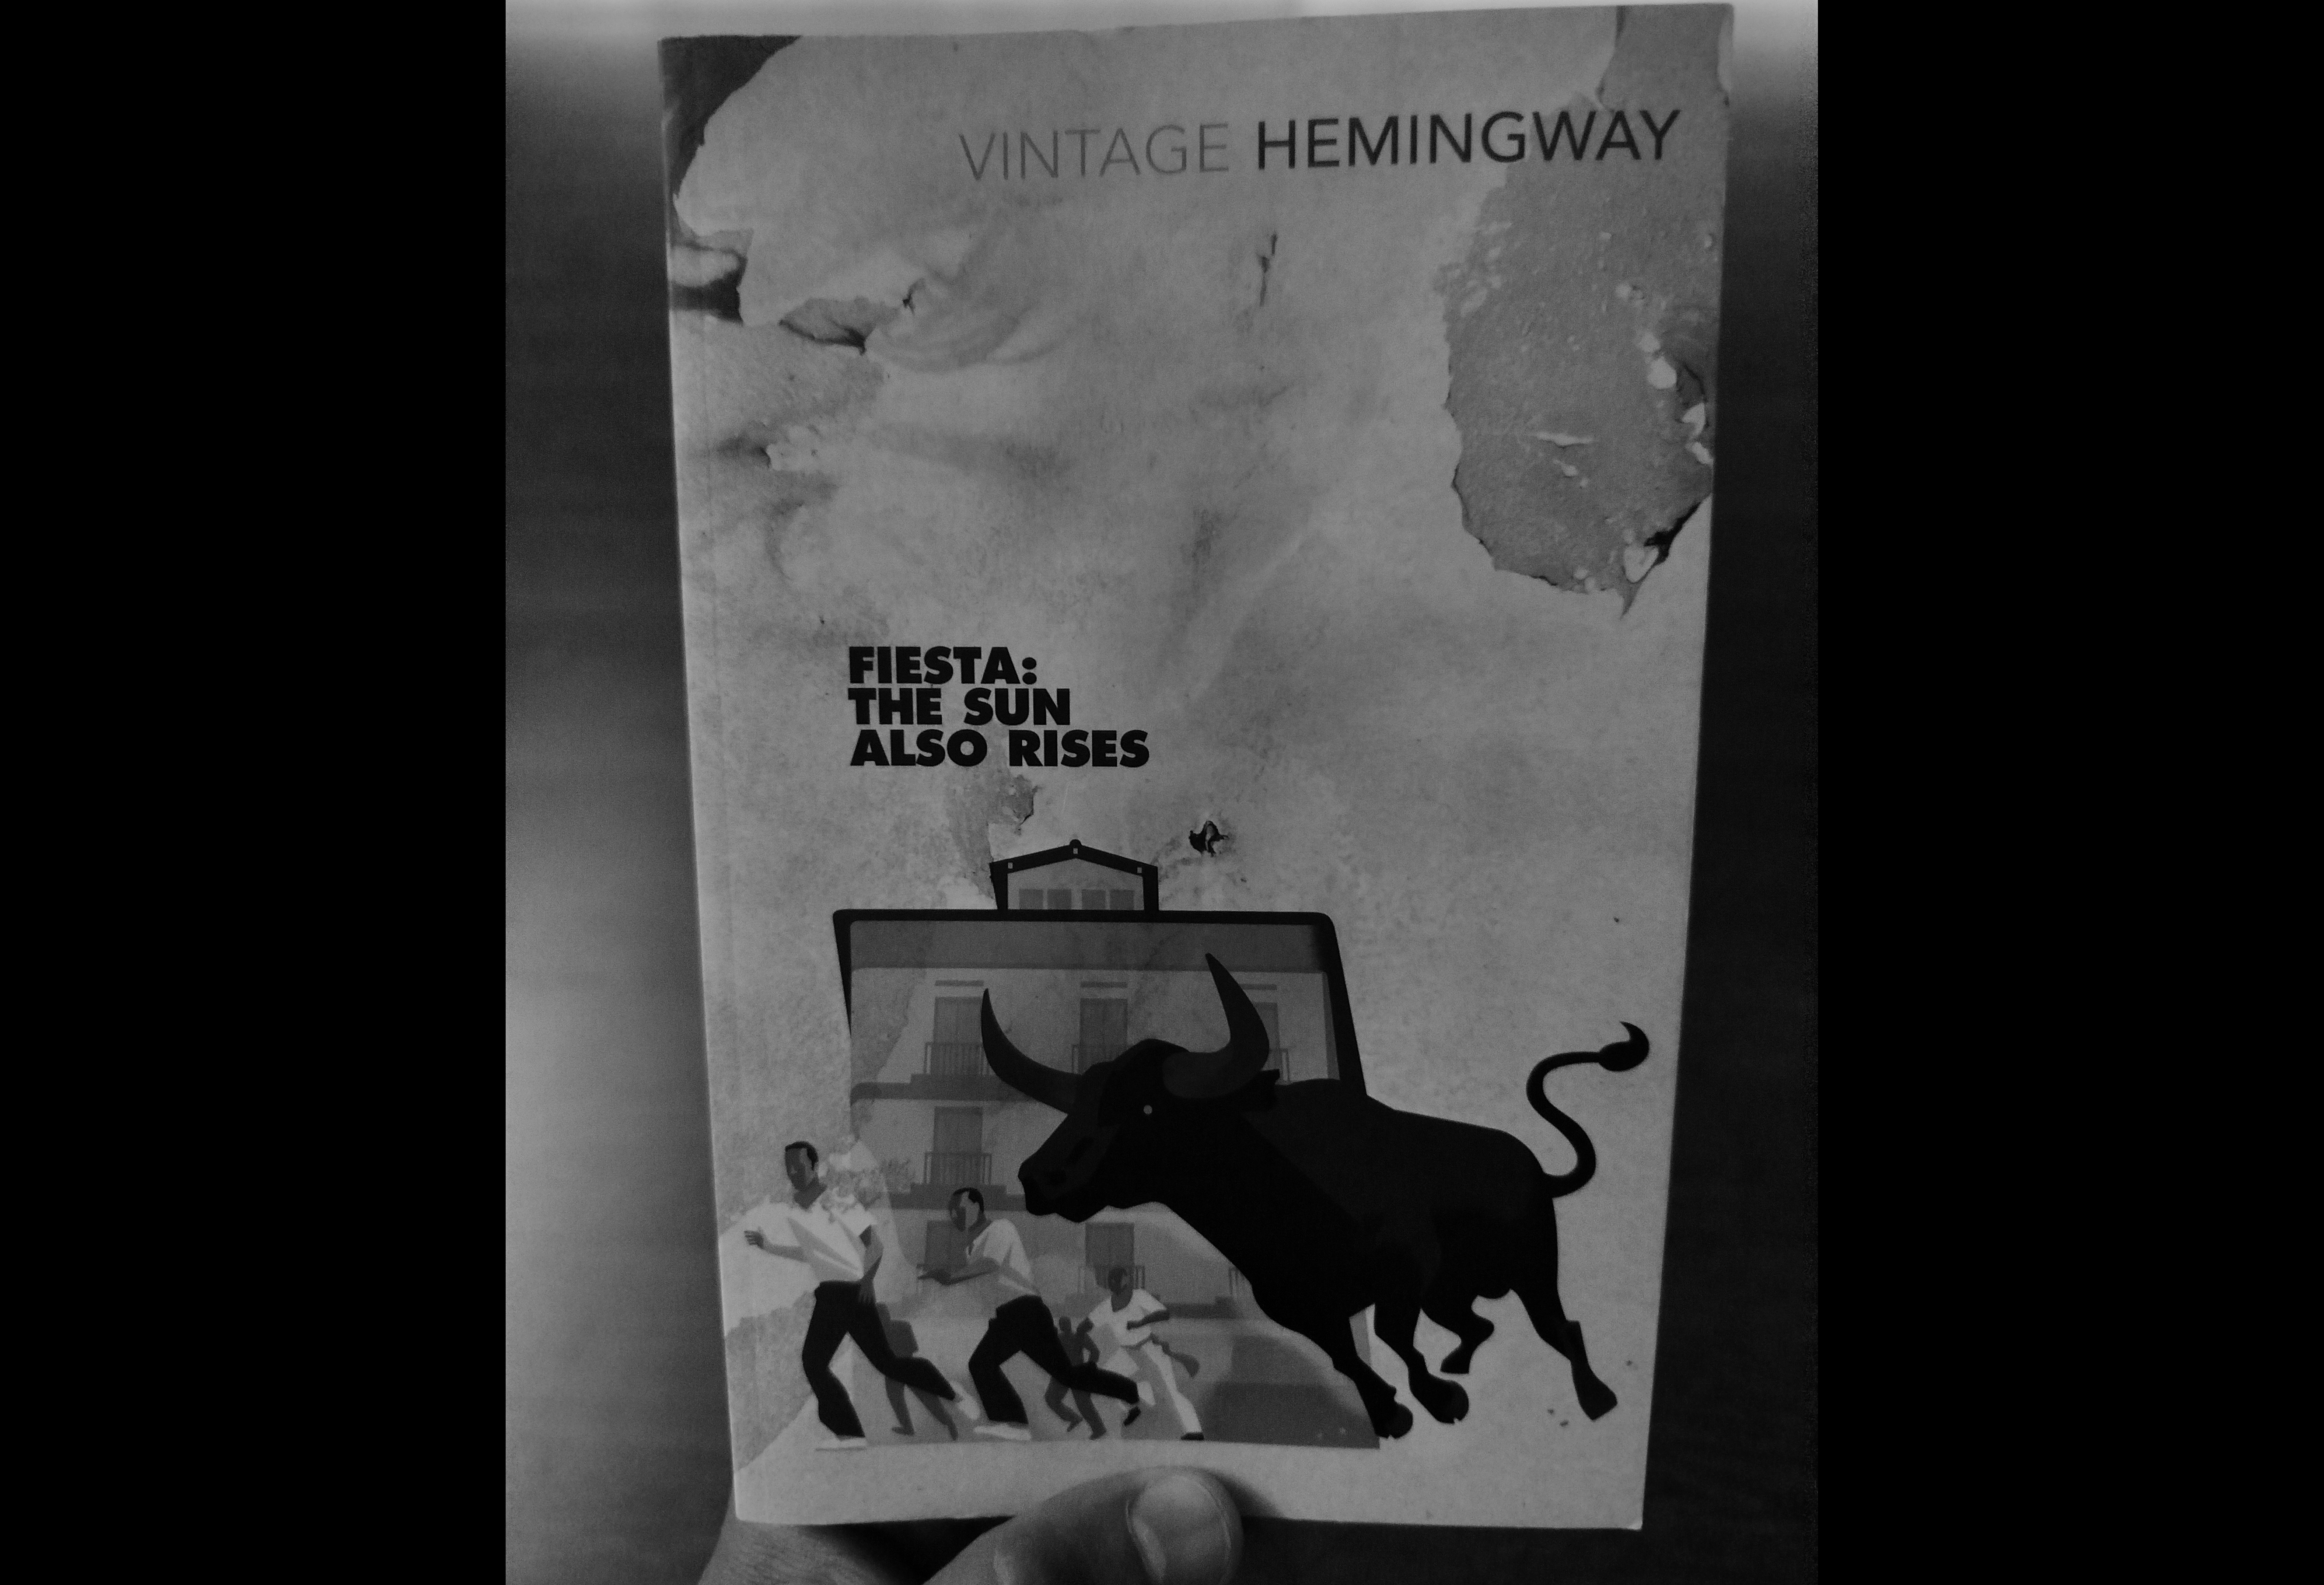 VINTAGE HEMINGWAY
FIESTA:
THE SUN
ALSO RISES